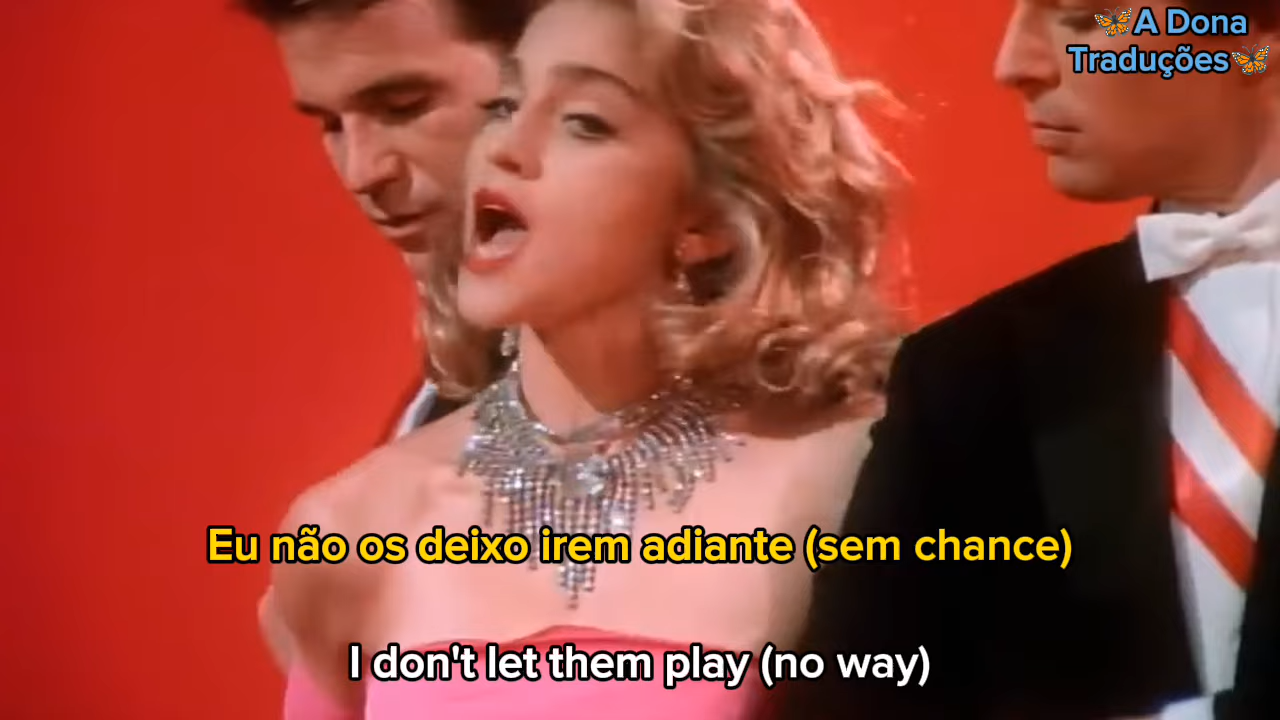 🦋A Dona
Traduções🦋
Eu não os deixo irem adiante (sem chance)
I don't let them play (no way)